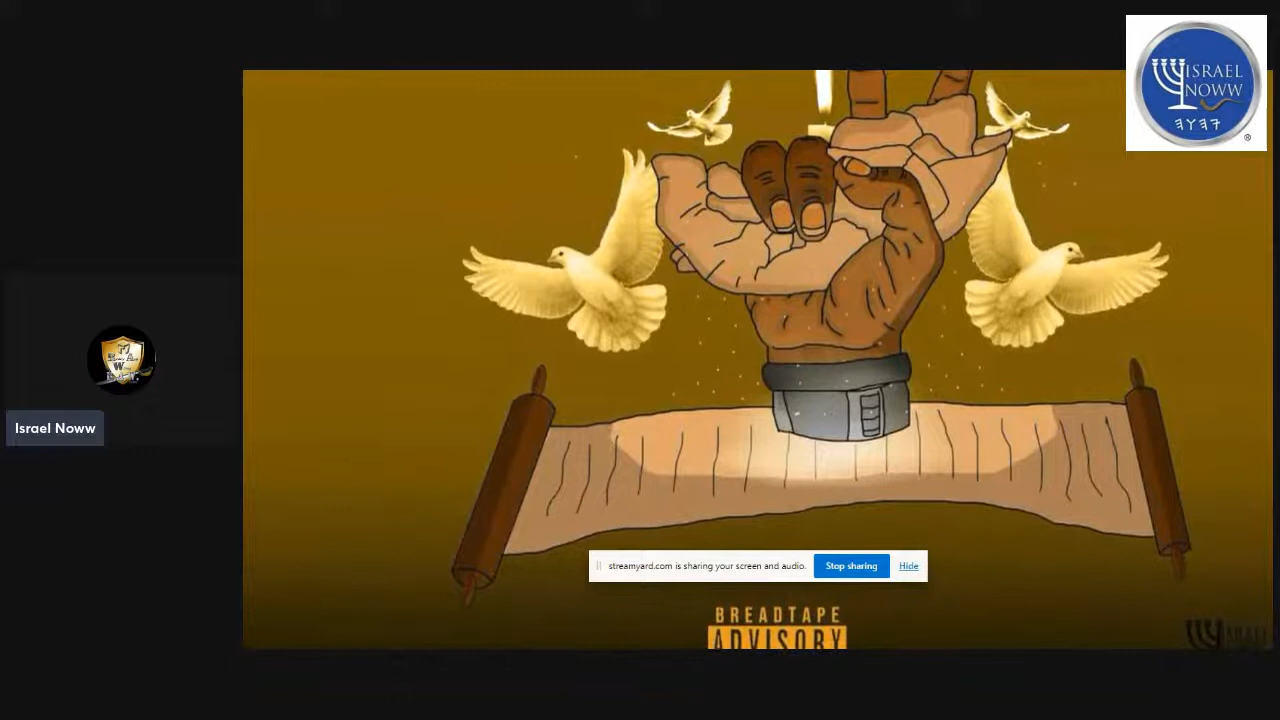 ISRAEL
NOWW
𐤉𐤄𐤅𐤄
®
Israel Noww
streamyard.com is sharing your screen and audio.
Stop sharing
Hide
BREADTAPE
ADVISORY